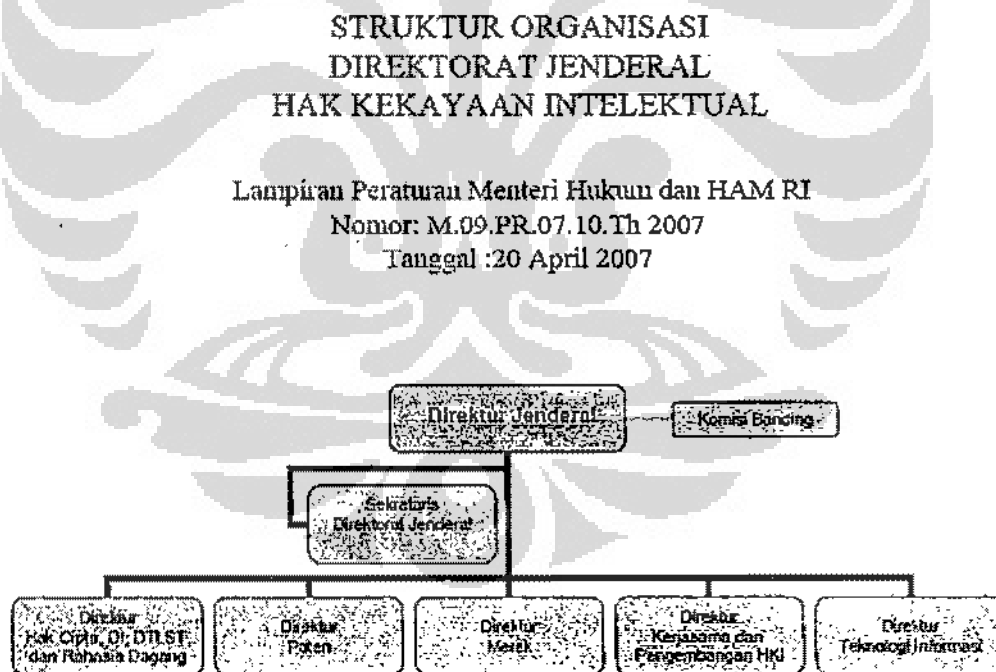 STRUKTUR ORGANISASI
DIREKTORAT JENDERAL
HAK KEKAYAAN INTELEKTUAL
Lampiran Peraturan Menteri Hukum dan HAM RI
Nomor: M.09.PR.07.10.Th 2007
Tanggal :20 April 2007
Direktur Jenderal
Komisi Banding
Sekretaris
Direktorat Jenderal
Direktur
Hak Cipta, DI, DTLST
dan Rahasia Dagang
Direktur
Paten
Direktur
Merek
Direktur
Kerjasama dan
Pengembangan HKI
Direktur
Teknologi Informasi